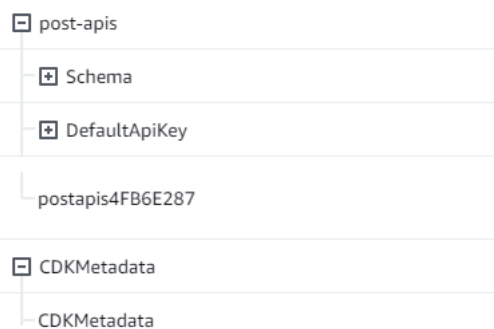 post-apis
Schema
DefaultApiKey
postapis4FB6E287
CDKMetadata
CDKMetadata